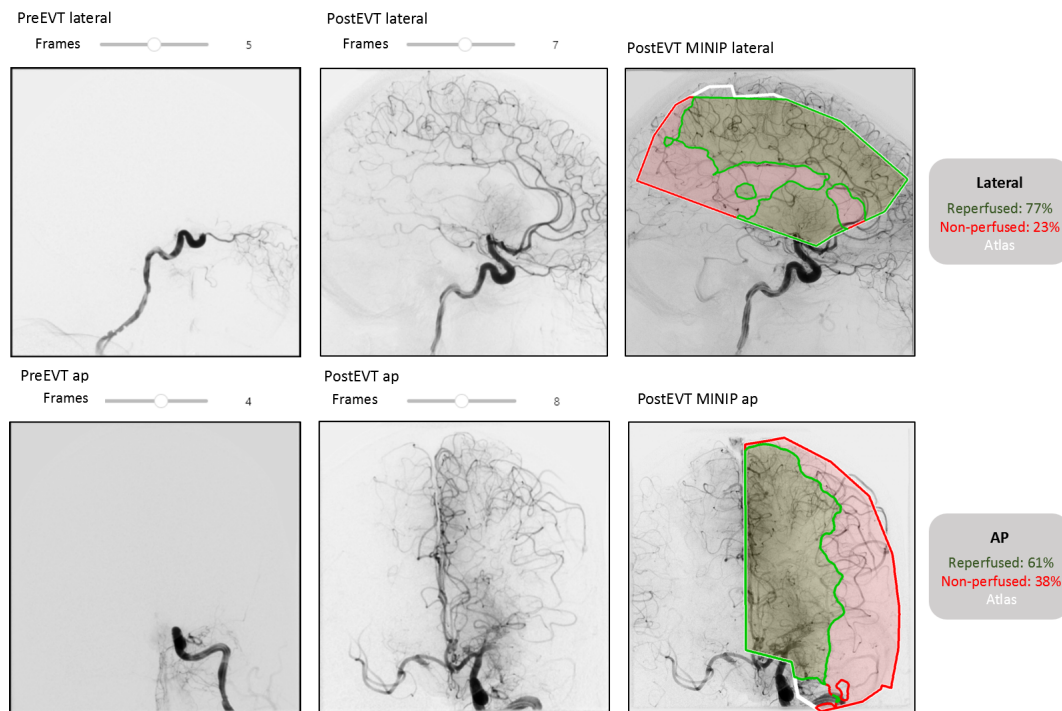 PreEVT lateral
Frames 5
PostEVT lateral
Frames 7
PostEVT MINIP lateral
Lateral
Reperfused: 77%
Non-perfused: 23%
Atlas
PreEVT ap
Frames 4
PostEVT ap
Frames 8
PostEVT MINIP ap
AP
Reperfused: 61%
Non-perfused: 38%
Atlas